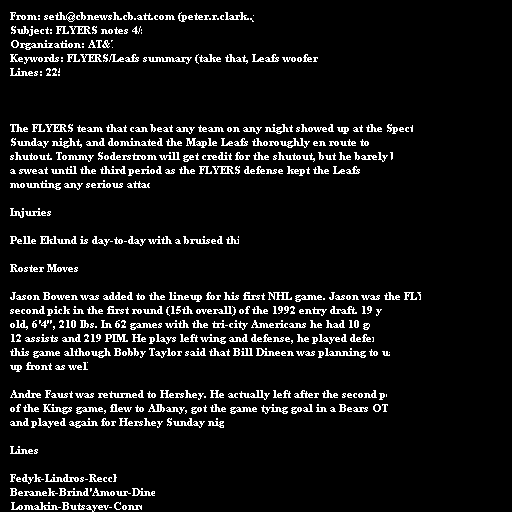 From: seth@cbnewsh.cb.att.com (peter.r.clark..)
Subject: FLYERS notes 4/
Organization: AT&
Keywords: FLYERS/Leafs summary (take that, Leafs woofer
Lines: 22
The FLYERS team that can beat any team on any night showed up at the Spect
Sunday night, and dominated the Maple Leafs thoroughly en route to
shutout. Tommy Soderstrom will get credit for the shutout, but he barely
a sweat until the third period as the FLYERS defense kept the Leafs
mounting any serious attac
Injuries
Pelle Eklund is day-to-day with a bruised thi
Roster Moves
Jason Bowen was added to the lineup for his first NHL game. Jason was the FLY
second pick in the first round (15th overall) of the 1992 entry draft. 19 y
old, 6'4", 210 lbs. In 62 games with the tri-city Americans he had 10 g
12 assists and 219 PIM. He plays left wing and defense, he played defe
this game although Bobby Taylor said that Bill Dineen was planning to u
up front as well
Andre Faust was returned to Hershey. He actually left after the second p
of the Kings game, flew to Albany, got the game tying goal in a Bears OT
and played again for Hershey Sunday nig
Lines
Fedyk-Lindros-Recch
Beranek-Brind'Amour-Dine
Lomakin-Butsayev-Conro